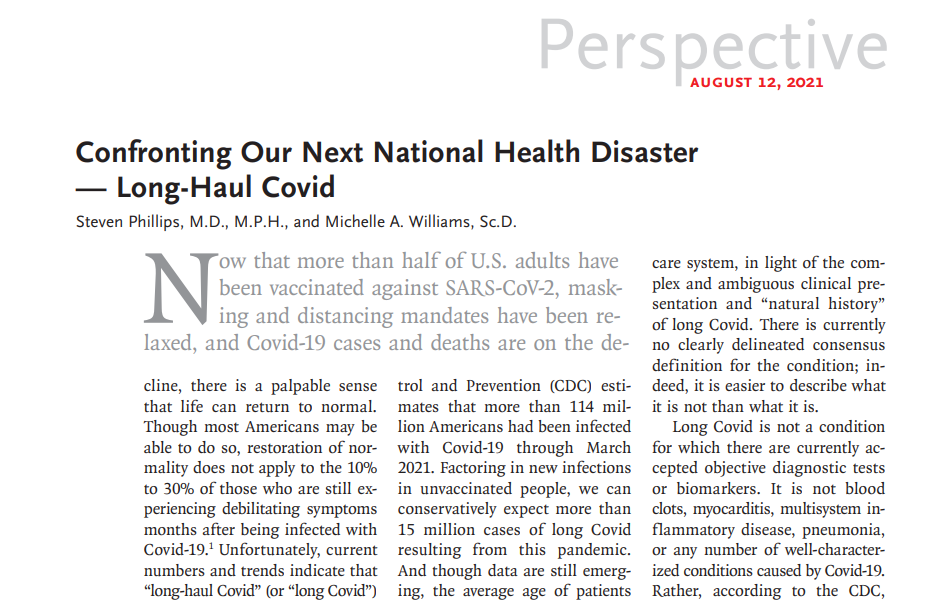 Perspective
AUGUST 12, 2021
Confronting Our Next National Health Disaster
— Long-Haul Covid
Steven Phillips, M.D., M.P.H., and Michelle A. Williams, Sc.D.
Now that more than half of U.S. adults have
been vaccinated against SARS-CoV-2, mask-
ing and distancing mandates have been re-
laxed, and Covid-19 cases and deaths are on the de-
cline, there is a palpable sense
that life can return to normal.
Though most Americans may be
able to do so, restoration of nor-
mality does not apply to the 10%
to 30% of those who are still ex-
periencing debilitating symptoms
months after being infected with
Covid-19.¹ Unfortunately, current
numbers and trends indicate that
“long-haul Covid” (or “long Covid”)
trol and Prevention (CDC) esti-
mates that more than 114 mil-
lion Americans had been infected
with Covid-19 through March
2021. Factoring in new infections
in unvaccinated people, we can
conservatively expect more than
15 million cases of long Covid
resulting from this pandemic.
And though data are still emerg-
ing, the average age of patients
care system, in light of the com-
plex and ambiguous clinical pre-
sentation and “natural history”
of long Covid. There is currently
no clearly delineated consensus
definition for the condition; in-
deed, it is easier to describe what
it is not than what it is.
Long Covid is not a condition
for which there are currently ac-
cepted objective diagnostic tests
or biomarkers. It is not blood
clots, myocarditis, multisystem in-
flammatory disease, pneumonia,
or any number of well-character-
ized conditions caused by Covid-19.
Rather, according to the CDC,